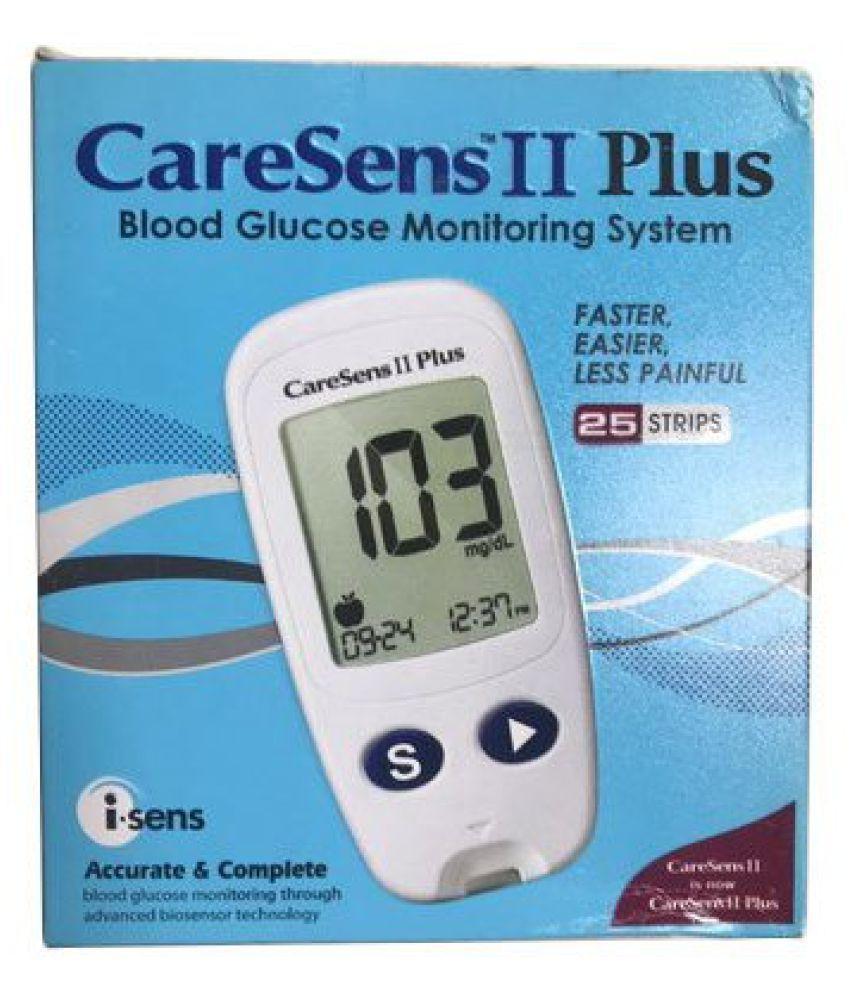 CareSens™ II Plus
Blood Glucose Monitoring System
FASTER,
EASIER,
LESS PAINFUL
25 STRIPS
CareSens II Plus
103
mg/dL
09-24 12:37 PM
S
i·sens
Accurate & Complete
blood glucose monitoring through
advanced biosensor technology
CareSens II
is now
CareSens II Plus